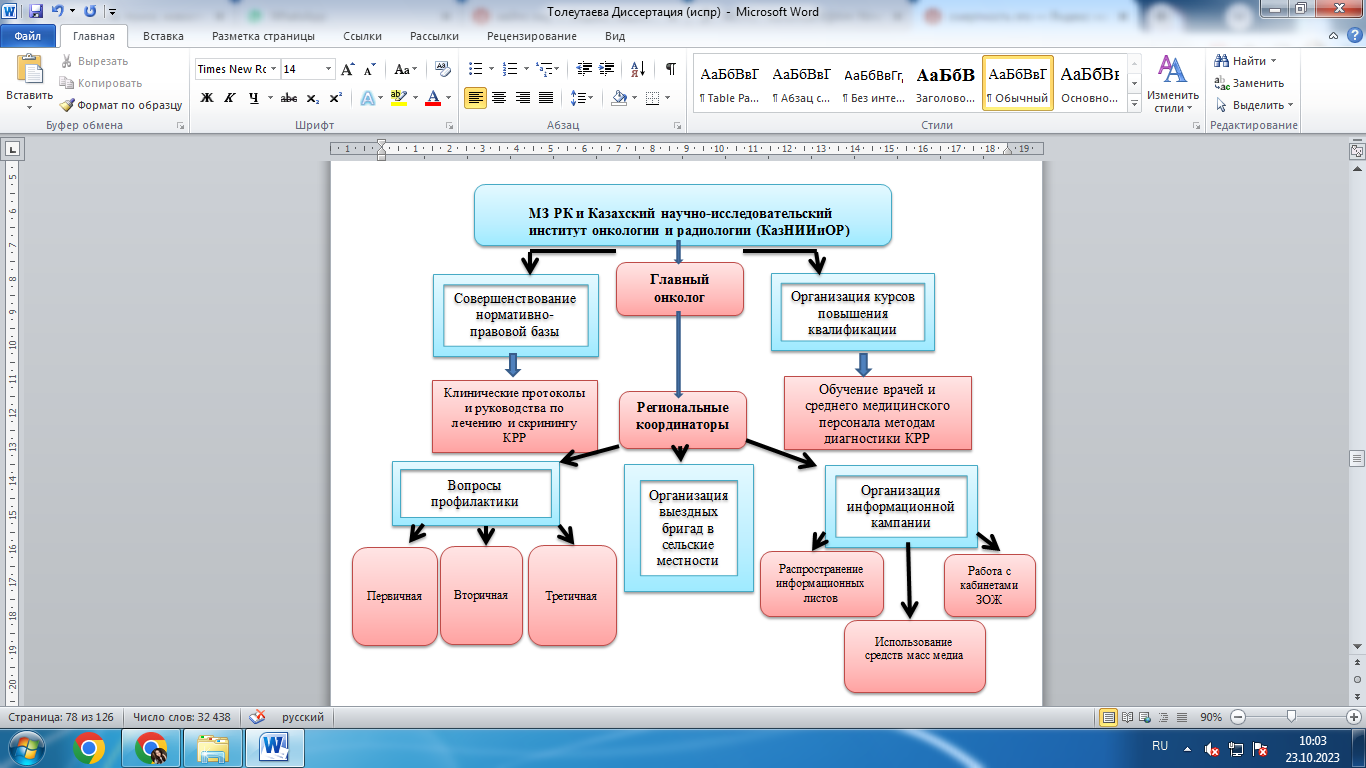 Толеутаева Диссертация (испр) - Microsoft Word
Файл
Главная
Вставка
Разметка страницы
Ссылки
Рассылки
Рецензирование
Вид
Вставить
Вырезать
Копировать
Формат по образцу
Буфер обмена
Times New Ro
14
Шрифт
Абзац
АаБбВвГ
¶ Table Pa...
АаБбВвГ
¶ Абзац с...
АаБбВвГг,
¶ Без инте...
АаБбВ
Заголово...
АаБбВвГ
¶ Обычный
АаБбВвГ
Основно...
Изменить
стили
Стили
Найти
Заменить
Выделить
Редактирование
МЗ РК и Казахский научно-исследовательский
институт онкологии и радиологии (КазНИИиОР)
Совершенствование
нормативно-
правовой базы
Главный
онколог
Организация курсов
повышения
квалификации
Клинические протоколы
и руководства по
лечению и скринингу
КРР
Региональные
координаторы
Обучение врачей и
среднего медицинского
персонала методам
диагностики КРР
Вопросы
профилактики
Организация
выездных
бригад в
сельские
местности
Организация
информационной
кампании
Первичная
Вторичная
Третичная
Распространение
информационных
листов
Работа с
кабинетами
ЗОЖ
Использование
средств масс медиа
Страница: 78 из 126
Число слов: 32 438
русский
90%
RU
10:03
23.10.2023